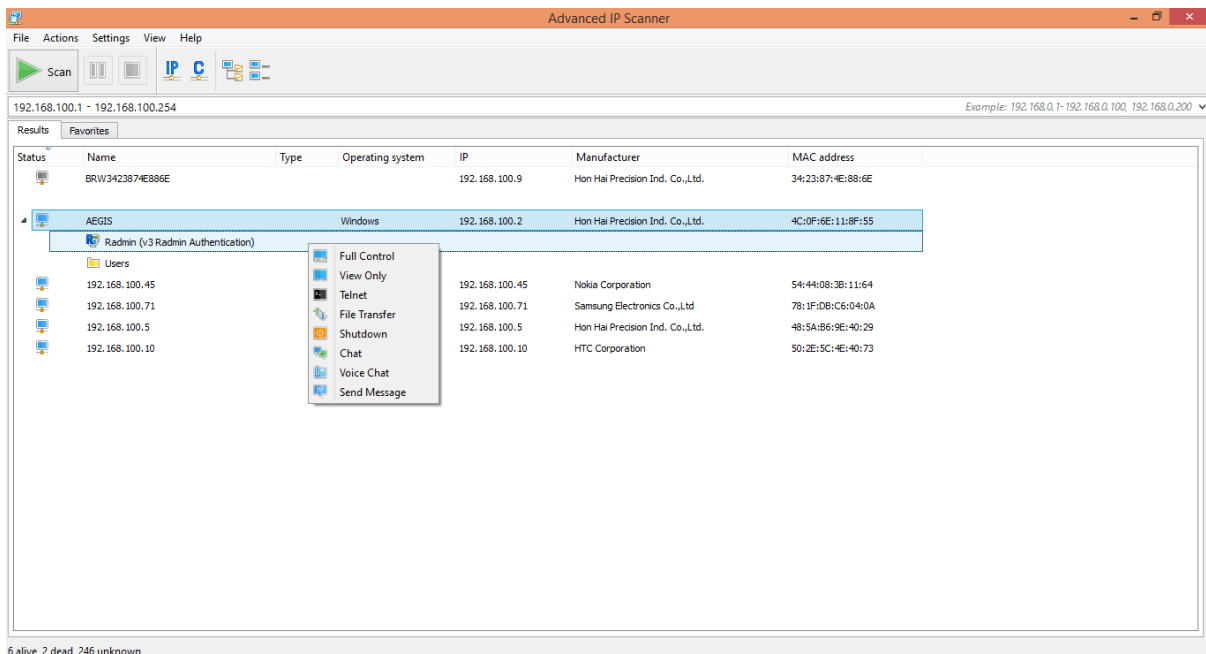 Advanced IP Scanner
File Actions Settings View Help
Scan IP C
192.168.100.1 - 192.168.100.254 Example: 192.168.0.1-192.168.0.100, 192.168.0.200
Results Favorites
Status Name Type Operating system IP Manufacturer MAC address
BRW3423874E886E 192.168.100.9 Hon Hai Precision Ind. Co.,Ltd. 34:23:87:4E:88:6E
AEGIS Windows 192.168.100.2 Hon Hai Precision Ind. Co.,Ltd. 4C:0F:6E:11:8F:55
Radmin (v3 Radmin Authentication)
Users
192.168.100.45 192.168.100.45 Nokia Corporation 54:44:08:3B:11:64
192.168.100.71 192.168.100.71 Samsung Electronics Co.,Ltd 78:1F:DB:C6:04:0A
192.168.100.5 192.168.100.5 Hon Hai Precision Ind. Co.,Ltd. 48:5A:B6:9E:40:29
192.168.100.10 192.168.100.10 HTC Corporation 50:2E:5C:4E:40:73
Full Control
View Only
Telnet
File Transfer
Shutdown
Chat
Voice Chat
Send Message
6 alive, 2 dead, 246 unknown